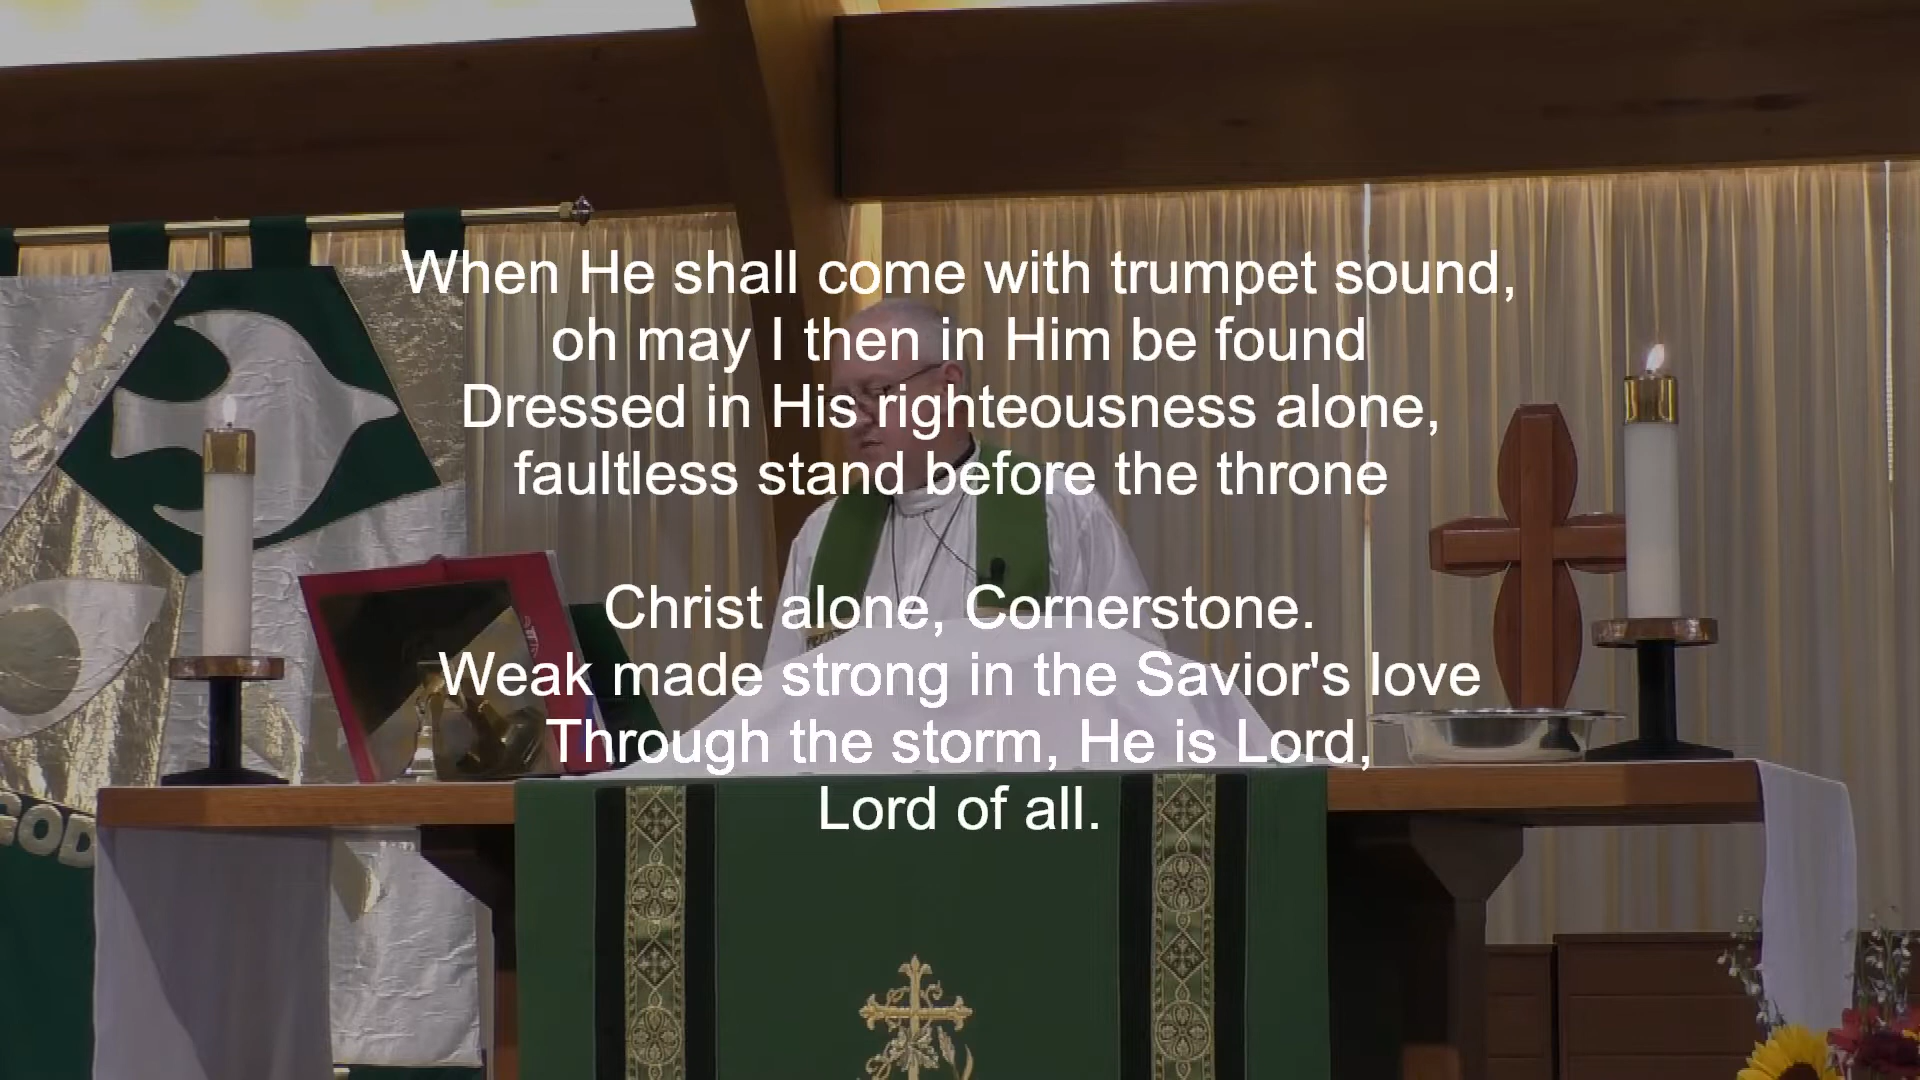 When He shall come with trumpet sound,
oh may I then in Him be found
Dressed in His righteousness alone,
faultless stand before the throne
Christ alone, Cornerstone.
Weak made strong in the Savior's love
Through the storm, He is Lord,
Lord of all.
GOD